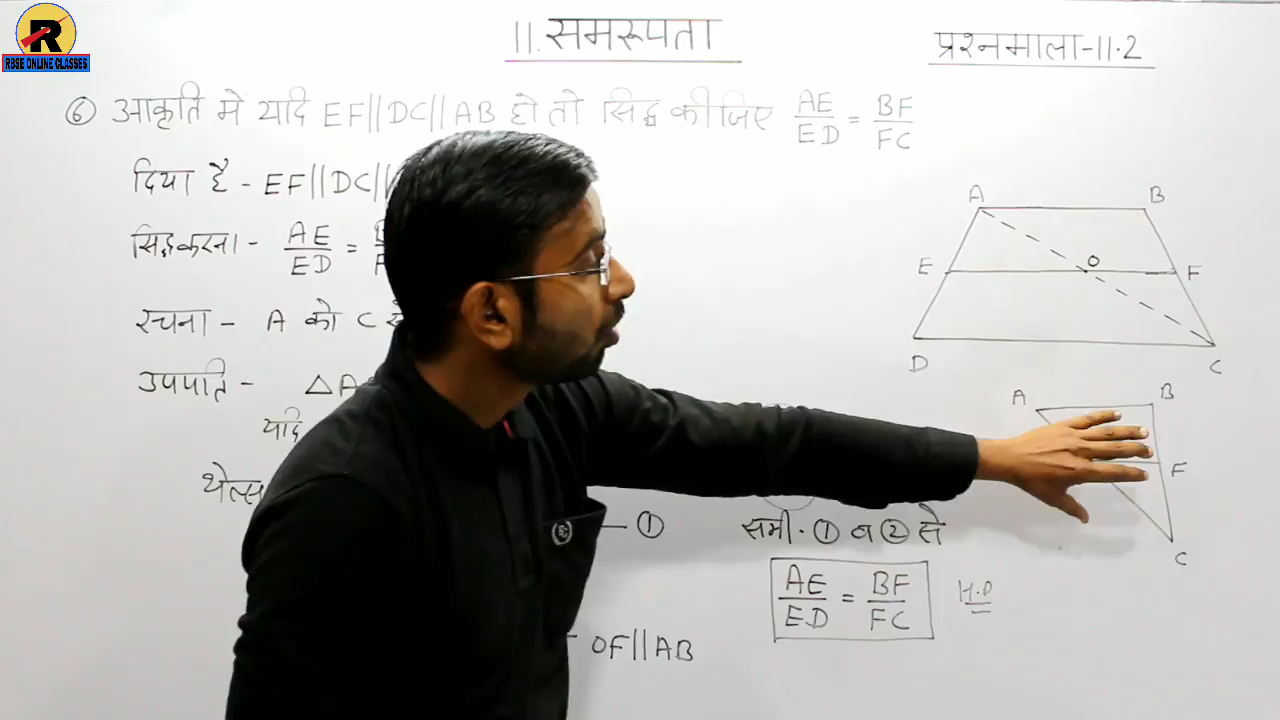 R
RBSE ONLINE CLASSES
11. समरूपता
प्रश्नमाला-11.2
⑥ आकृति में यदि EF||DC||AB हो तो सिद्ध कीजिए AE/ED = BF/FC
दिया है - EF||DC||
सिद्धकरना - AE/ED =
रचना - A को C
उपपति - △A
यदि
थेल्स
— ①
OF||AB
समी. ① व ② से
AE/ED = BF/FC H.P
A B
E O F
D C
A B
F
C